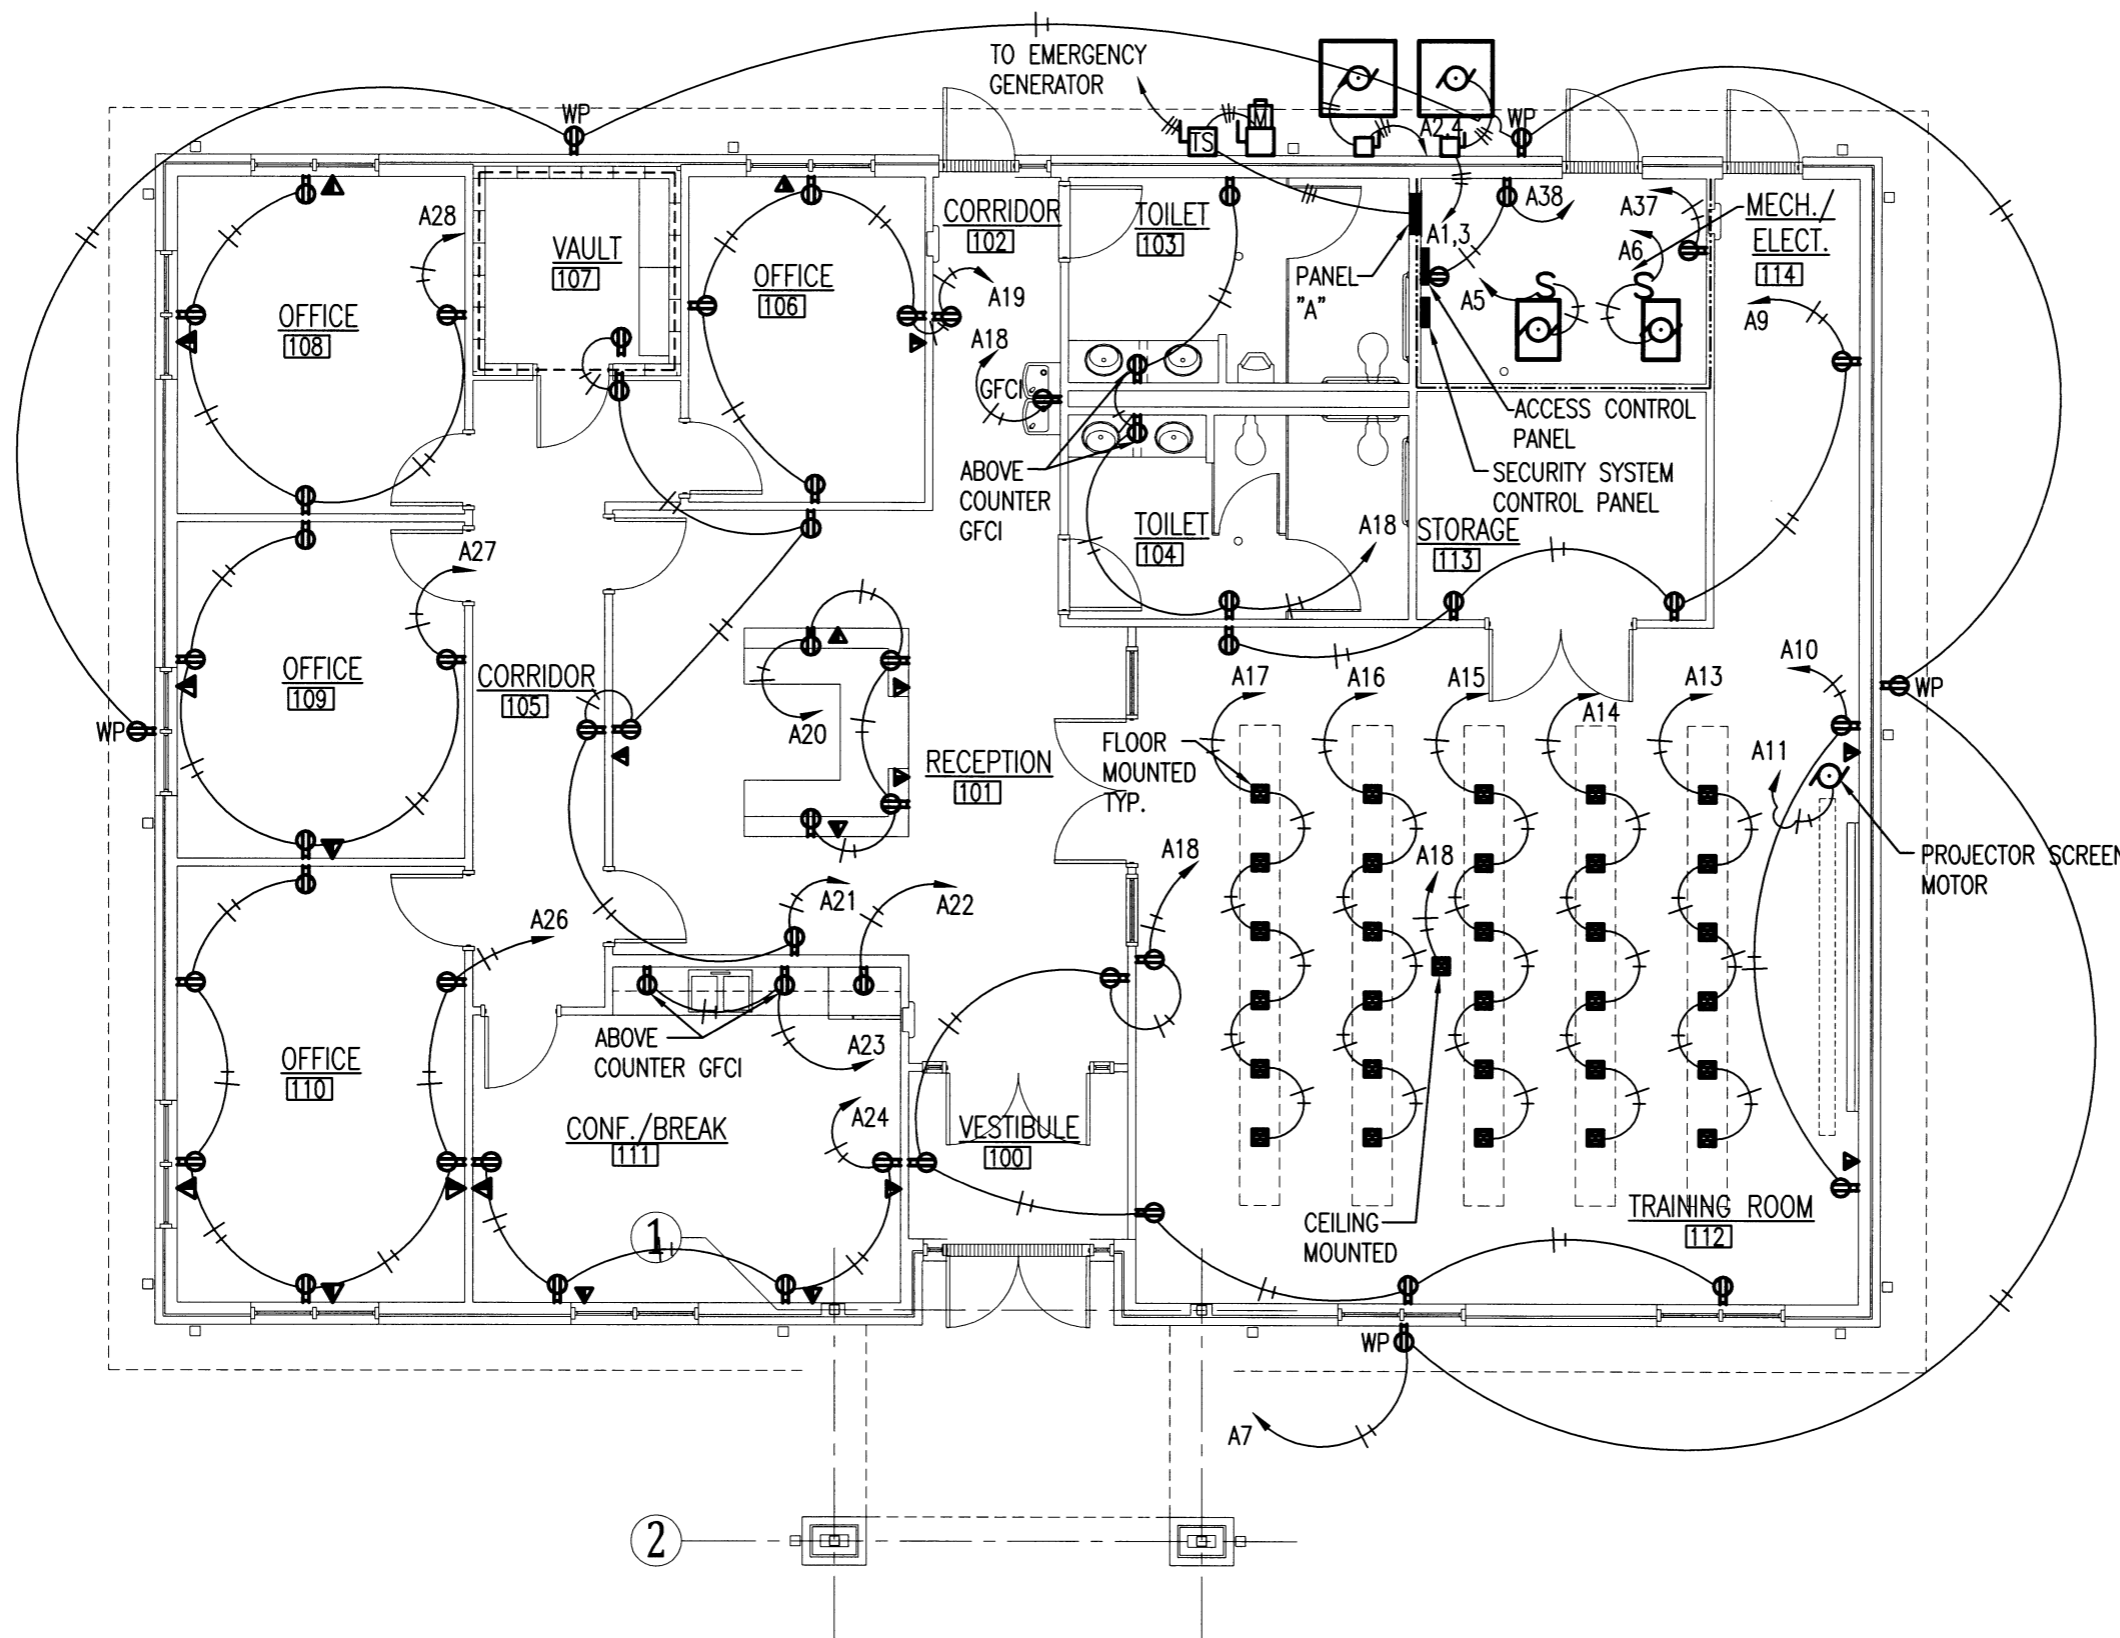 TO EMERGENCY
GENERATOR
WP
TS
M
A2,4
WP
A28
VAULT
107
OFFICE
106
CORRIDOR
102
TOILET
103
PANEL
"A"
A1,3
A38
A37
A6
A5
MECH./
ELECT.
114
OFFICE
108
A19
A18
GFCI
A9
ACCESS CONTROL
PANEL
ABOVE
COUNTER
GFCI
SECURITY SYSTEM
CONTROL PANEL
TOILET
104
A18
STORAGE
113
A27
OFFICE
109
CORRIDOR
105
WP
A20
RECEPTION
101
FLOOR
MOUNTED
TYP.
A17
A16
A15
A14
A13
A10
WP
A11
PROJECTOR SCREEN
MOTOR
A18
A18
A21
A22
A26
ABOVE
COUNTER GFCI
A23
OFFICE
110
CONF./BREAK
111
A24
VESTIBULE
100
CEILING
MOUNTED
TRAINING ROOM
112
1
WP
A7
2